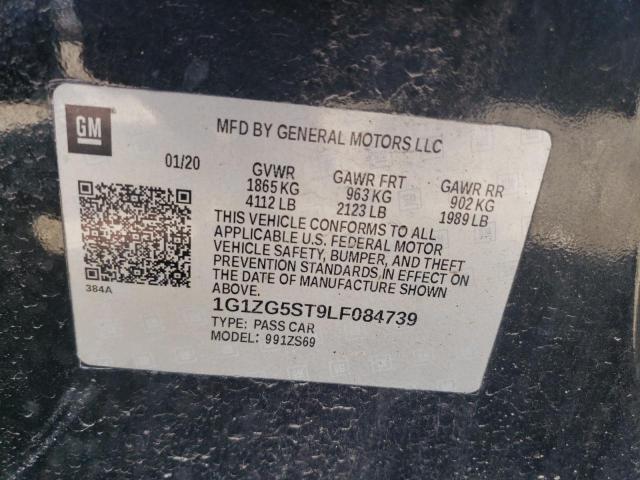 GM
MFD BY GENERAL MOTORS LLC
01/20
GVWR
1865 KG
4112 LB
GAWR FRT
963 KG
2123 LB
GAWR RR
902 KG
1989 LB
THIS VEHICLE CONFORMS TO ALL
APPLICABLE U.S. FEDERAL MOTOR
VEHICLE SAFETY, BUMPER, AND THEFT
PREVENTION STANDARDS IN EFFECT ON
THE DATE OF MANUFACTURE SHOWN
ABOVE.
384A
1G1ZG5ST9LF084739
TYPE: PASS CAR
MODEL: 991ZS69